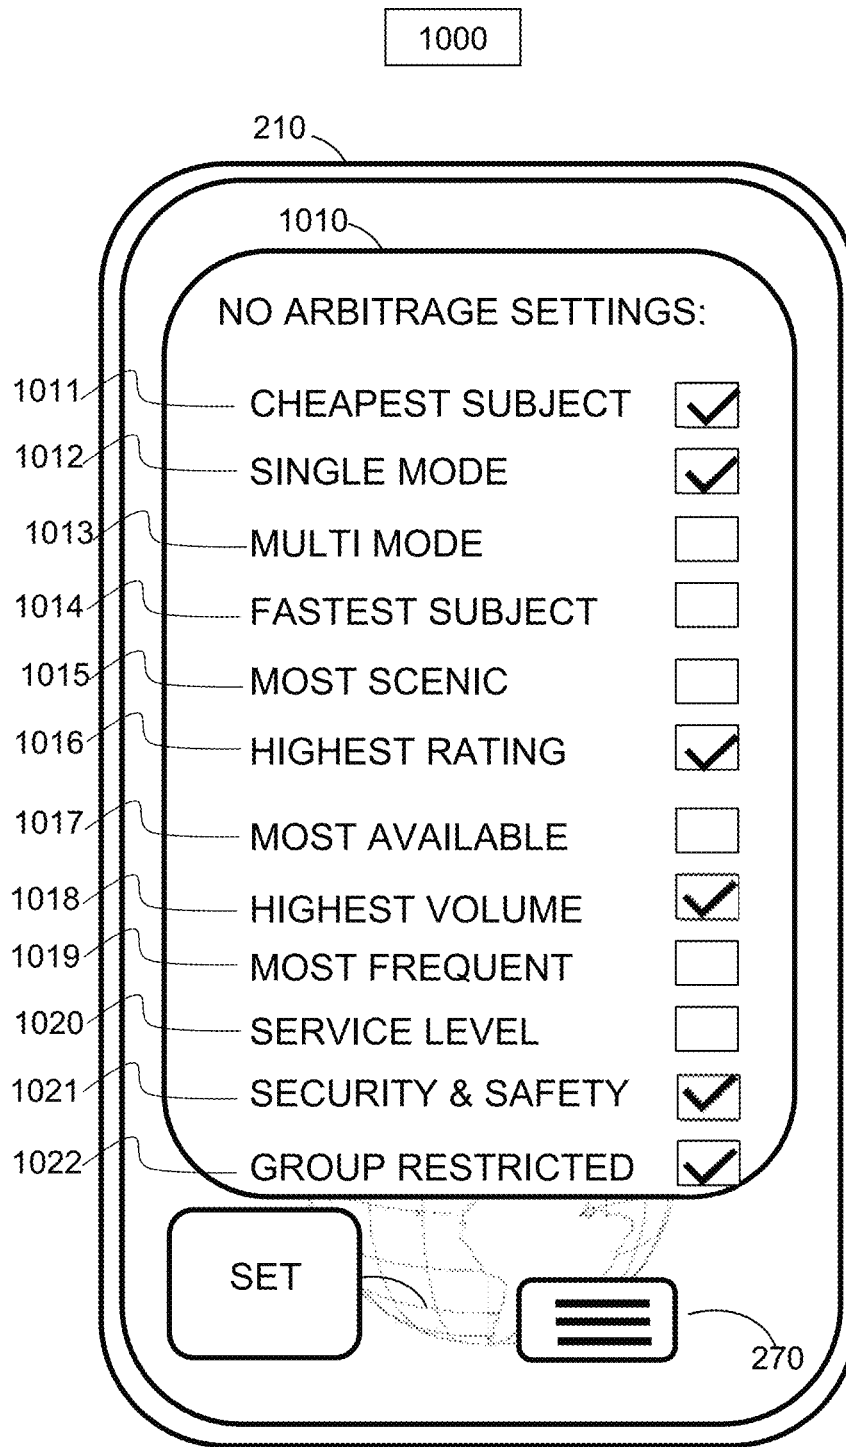 1000
210
1010
NO ARBITRAGE SETTINGS:
1011 CHEAPEST SUBJECT
1012 SINGLE MODE
1013 MULTI MODE
1014 FASTEST SUBJECT
1015 MOST SCENIC
1016 HIGHEST RATING
1017 MOST AVAILABLE
1018 HIGHEST VOLUME
1019 MOST FREQUENT
1020 SERVICE LEVEL
1021 SECURITY & SAFETY
1022 GROUP RESTRICTED
SET
270